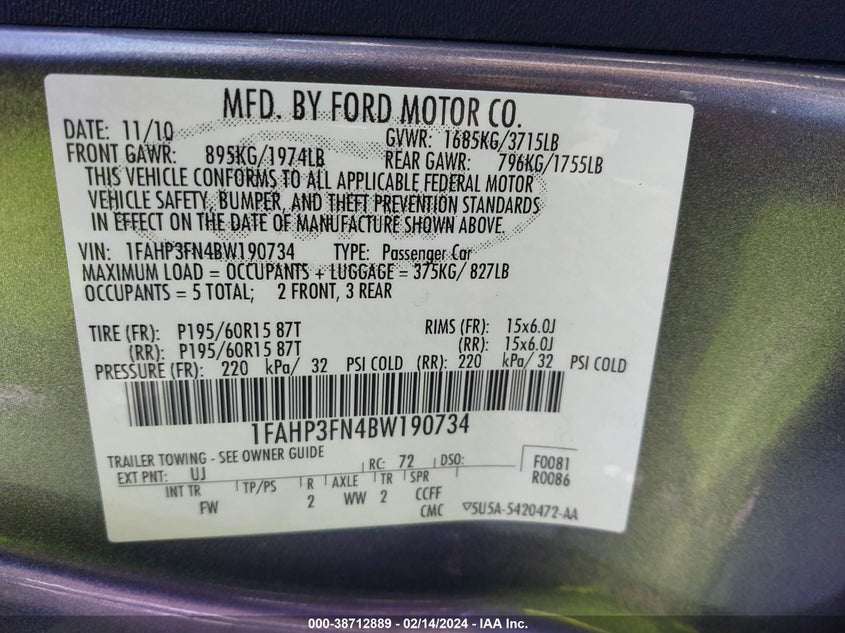 MFD. BY FORD MOTOR CO.
DATE: 11/10 GVWR: 1685KG/3715LB
FRONT GAWR: 895KG/1974LB REAR GAWR: 796KG/1755LB
THIS VEHICLE CONFORMS TO ALL APPLICABLE FEDERAL MOTOR
VEHICLE SAFETY, BUMPER, AND THEFT PREVENTION STANDARDS
IN EFFECT ON THE DATE OF MANUFACTURE SHOWN ABOVE.
VIN: 1FAHP3FN4BW190734 TYPE: Passenger Car
MAXIMUM LOAD = OCCUPANTS + LUGGAGE = 375KG/ 827LB
OCCUPANTS = 5 TOTAL; 2 FRONT, 3 REAR
TIRE (FR): P195/60R15 87T RIMS (FR): 15x6.0J
(RR): P195/60R15 87T (RR): 15x6.0J
PRESSURE (FR): 220 kPa/ 32 PSI COLD (RR): 220 kPa/ 32 PSI COLD
1FAHP3FN4BW190734
TRAILER TOWING - SEE OWNER GUIDE
EXT PNT: UJ RC: 72 DSO: F0081
R0086
INT TR TP/PS R AXLE TR SPR
FW 2 WW 2 CCFF
CMC ▽5U5A-5420472-AA
000-38712889 - 02/14/2024 - IAA Inc.